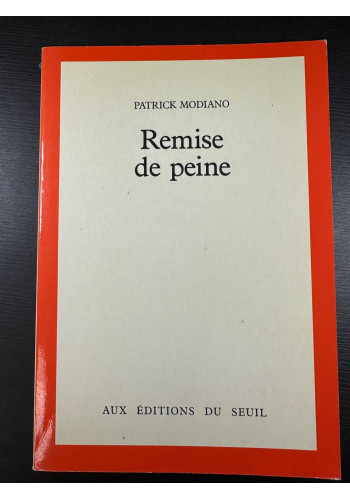 PATRICK MODIANO
Remise
de peine
AUX ÉDITIONS DU SEUIL